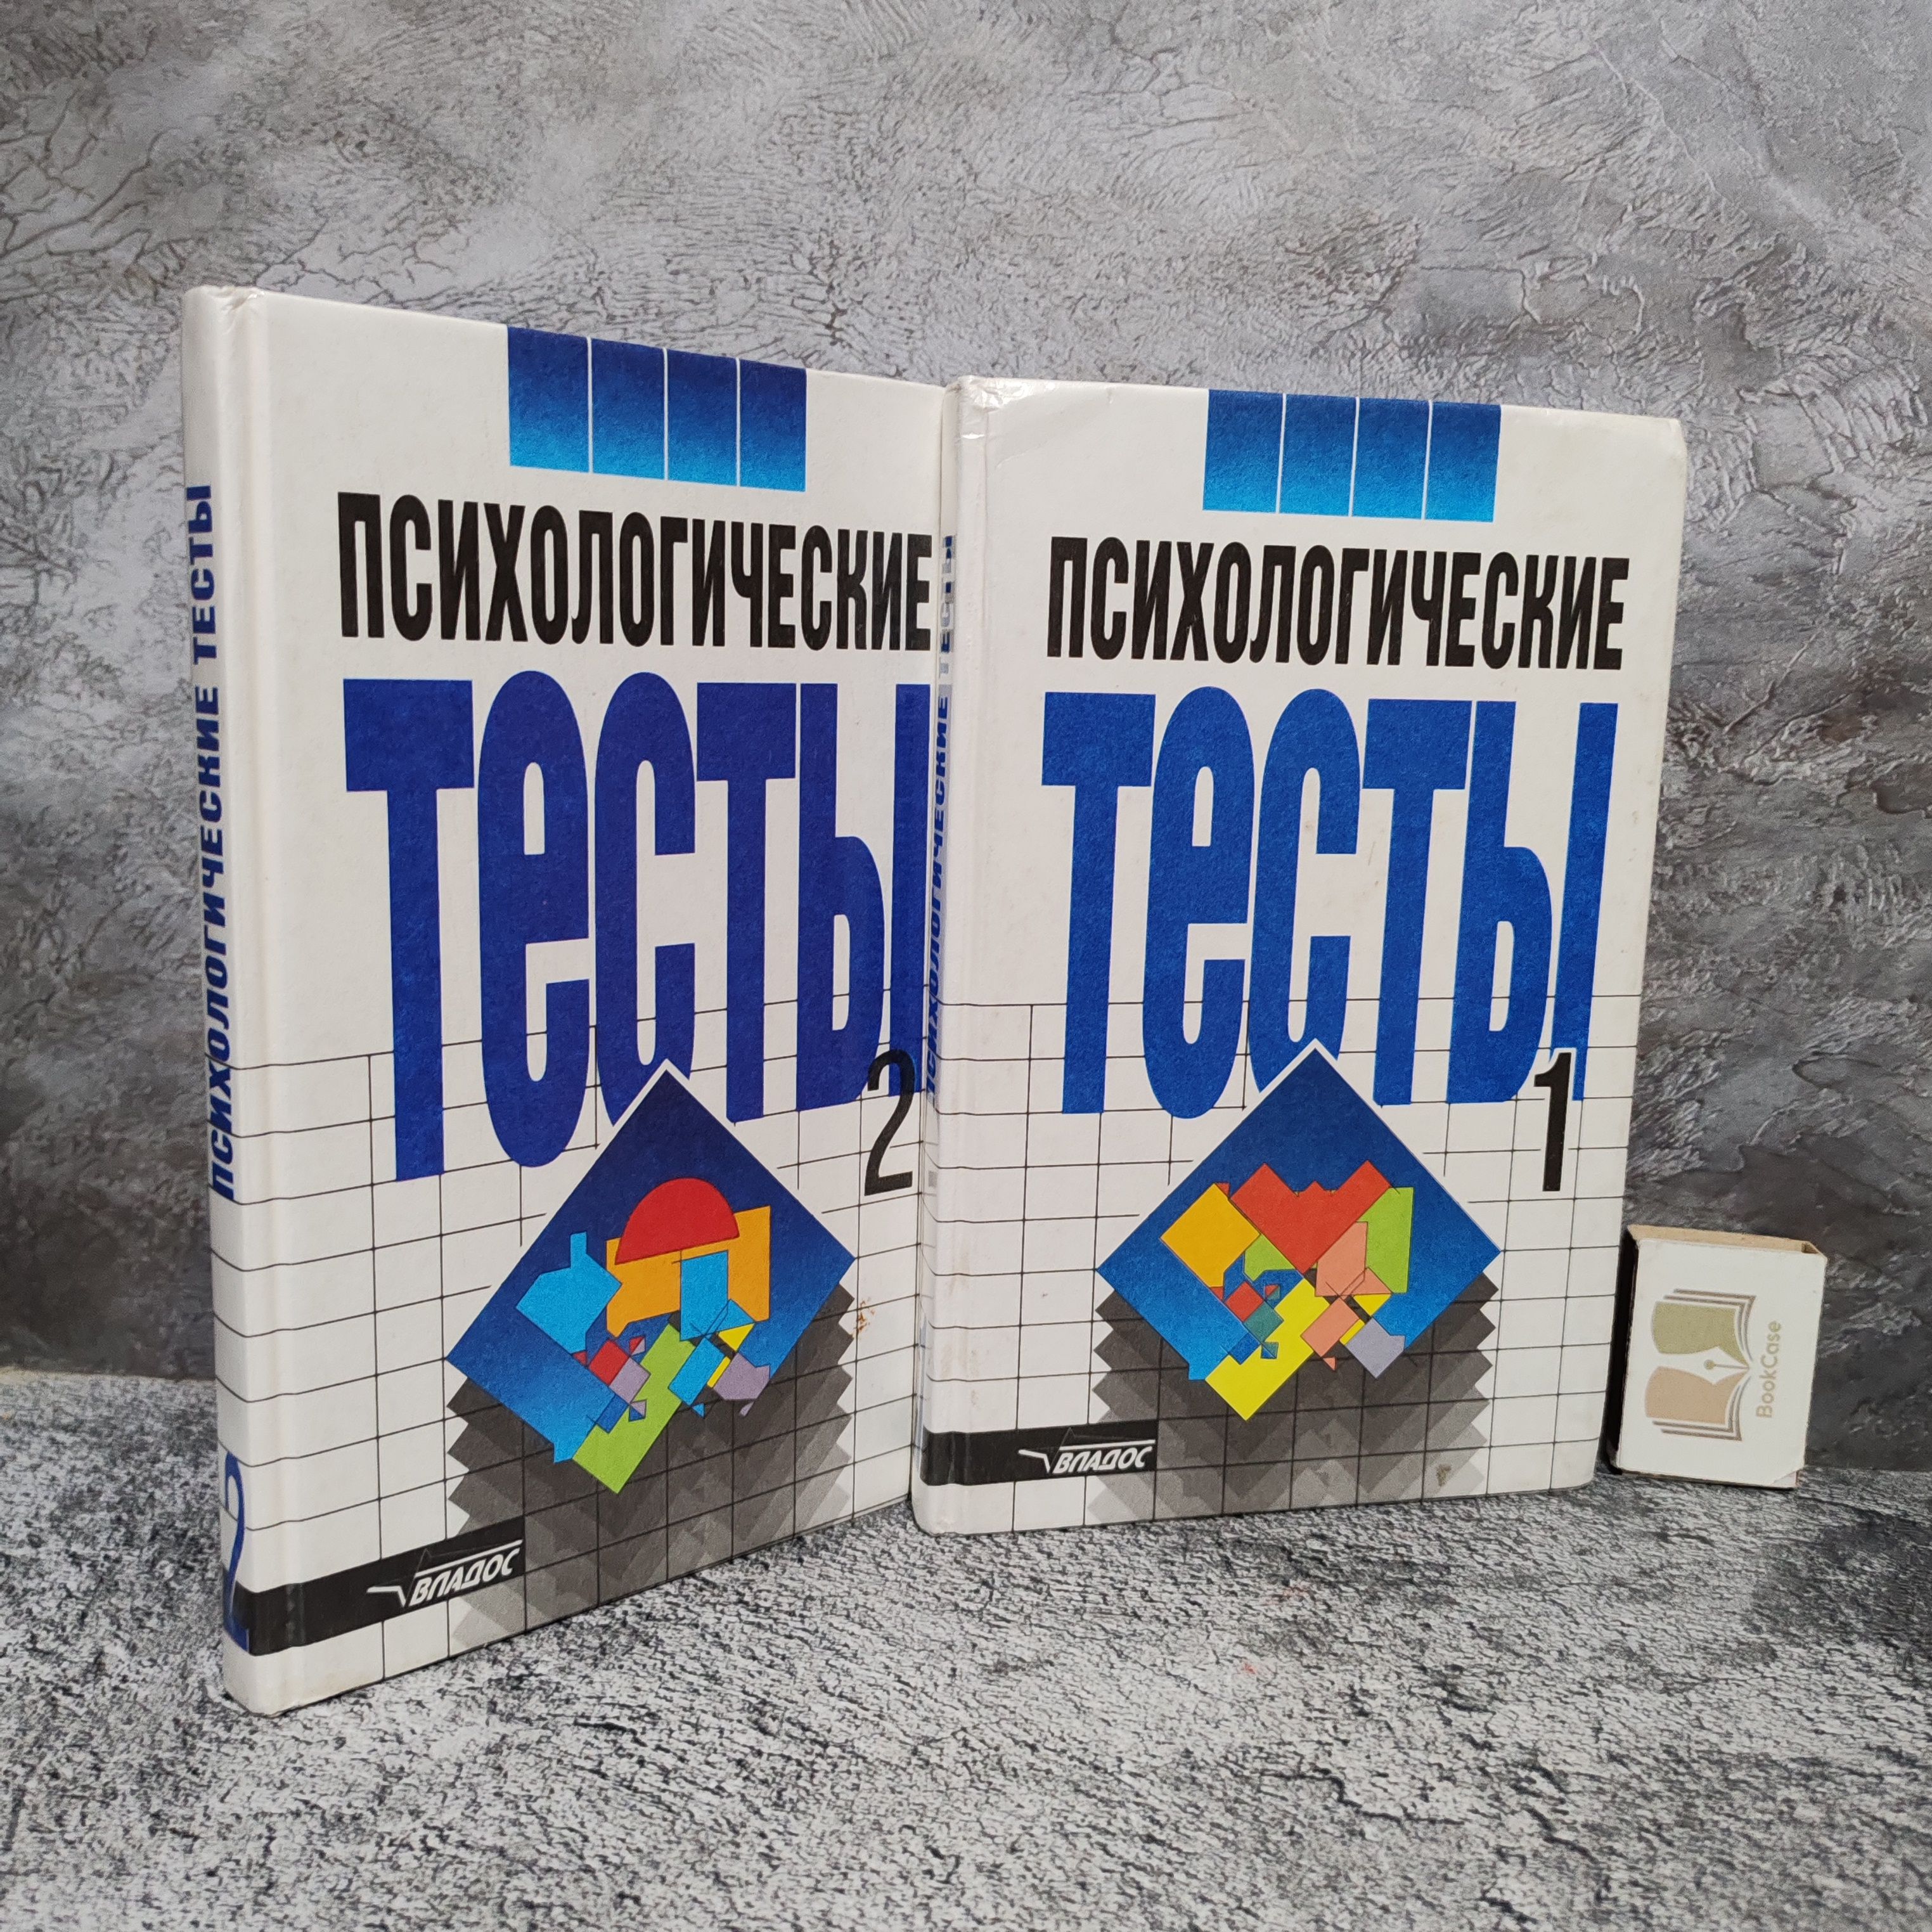 ПСИХОЛОГИЧЕСКИЕ ТЕСТЫ
2
ПСИХОЛОГИЧЕСКИЕ
тесты
2
ВЛАДОС
ПСИХОЛОГИЧЕСКИЕ ТЕСТЫ
ПСИХОЛОГИЧЕСКИЕ
тесты
1
ВЛАДОС
BookCase